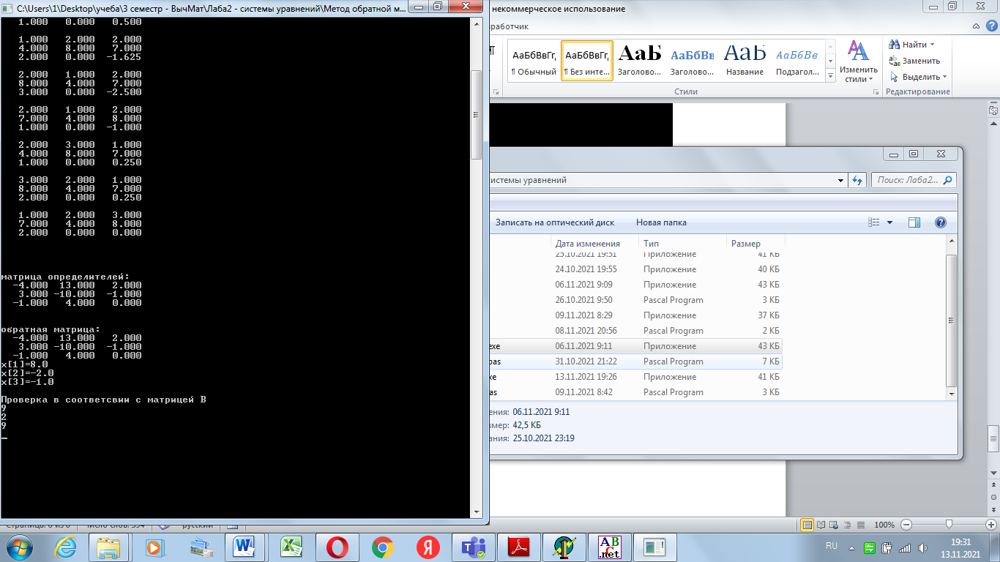 C:\Users\1\Desktop\учеба\3 семестр - ВычМат\Лаба2 - системы уравнений\Метод обратной м...
1.000 0.000 0.500
1.000 2.000 2.000
4.000 8.000 7.000
2.000 0.000 -1.625
2.000 1.000 2.000
8.000 4.000 7.000
3.000 0.000 -2.500
2.000 1.000 2.000
7.000 4.000 8.000
1.000 0.000 -1.000
2.000 3.000 1.000
4.000 8.000 7.000
1.000 0.000 0.250
3.000 2.000 1.000
8.000 4.000 7.000
2.000 0.000 0.250
1.000 2.000 3.000
7.000 4.000 8.000
2.000 0.000 0.000
матрица определителей:
-4.000 13.000 2.000
3.000 -10.000 -1.000
-1.000 4.000 0.000
обратная матрица:
-4.000 13.000 2.000
3.000 -10.000 -1.000
-1.000 4.000 0.000
x[1]=8.0
x[2]=-2.0
x[3]=-1.0
Проверка в соответсвии с матрицей B
9
2
9
некоммерческое использование
зработчик
АаБбВвГг, АаБбВвГг, АаБ АаБбВв АаБ АаБбВв.
¶ Обычный ¶ Без инте... Заголово... Заголово... Название Подзагол...
Изменить стили
Стили
Найти
Заменить
Выделить
Редактирование
истемы уравнений
Поиск: Лаба2...
Записать на оптический диск Новая папка
Дата изменения Тип Размер
25.10.2021 19:51 Приложение 41 КБ
24.10.2021 19:55 Приложение 40 КБ
06.11.2021 9:09 Приложение 43 КБ
26.10.2021 9:50 Pascal Program 3 КБ
09.11.2021 8:29 Приложение 37 КБ
08.11.2021 20:56 Pascal Program 2 КБ
exe 06.11.2021 9:11 Приложение 43 КБ
pas 31.10.2021 21:22 Pascal Program 7 КБ
xe 13.11.2021 19:26 Приложение 41 КБ
as 09.11.2021 8:42 Pascal Program 3 КБ
ения: 06.11.2021 9:11
змер: 42,5 КБ
ания: 25.10.2021 23:19
100%
RU
19:31
13.11.2021
ABC.net